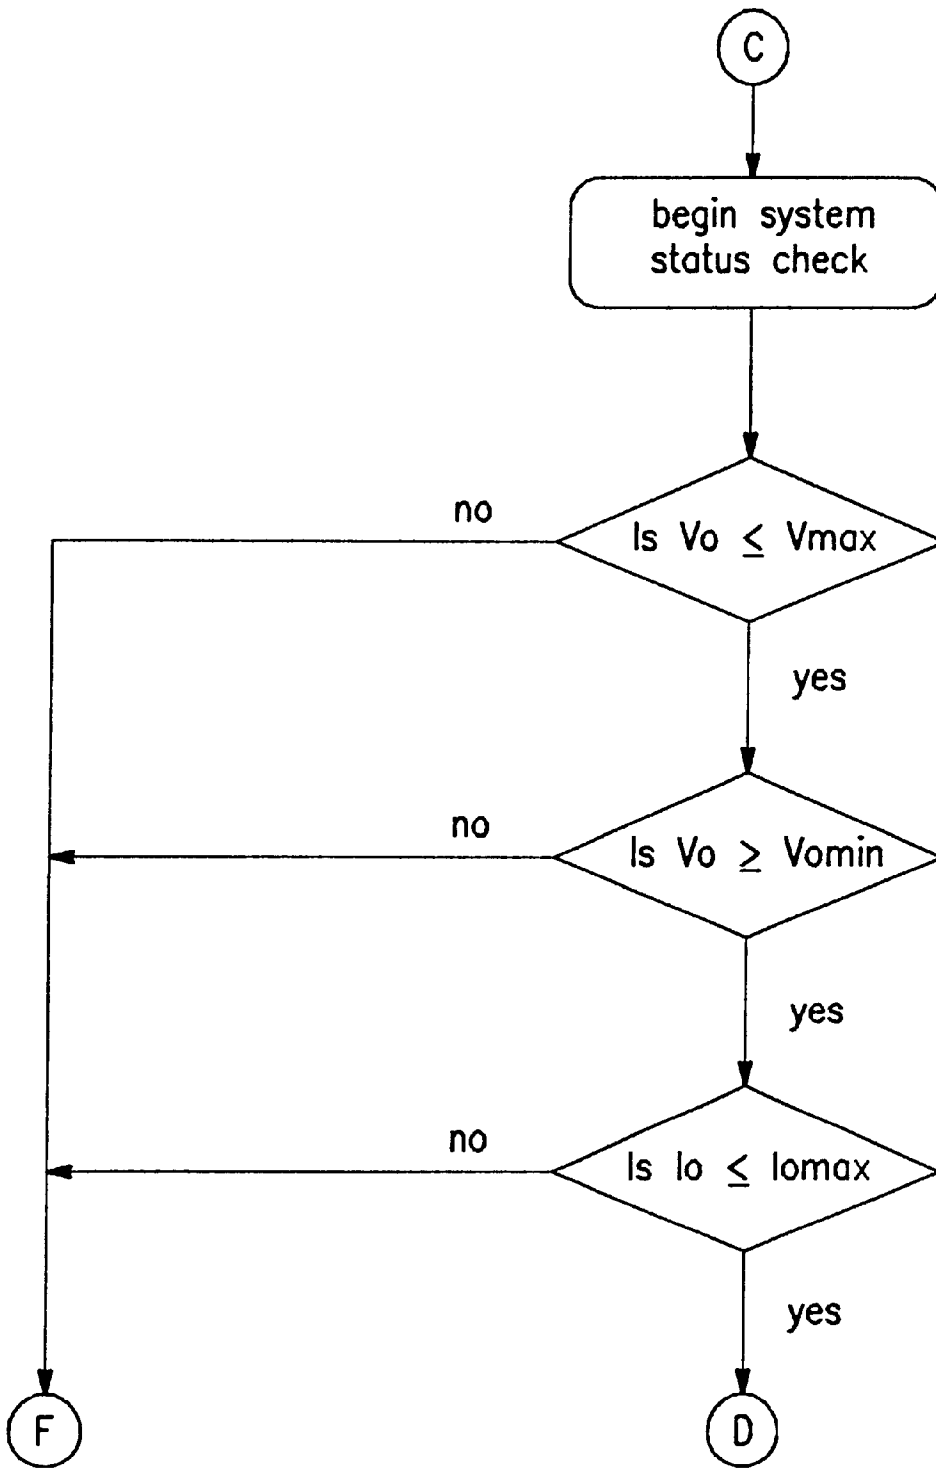 C
begin system
status check
no
Is Vo ≤ Vmax
yes
no
Is Vo ≥ Vomin
yes
no
Is Io ≤ Iomax
yes
F
D